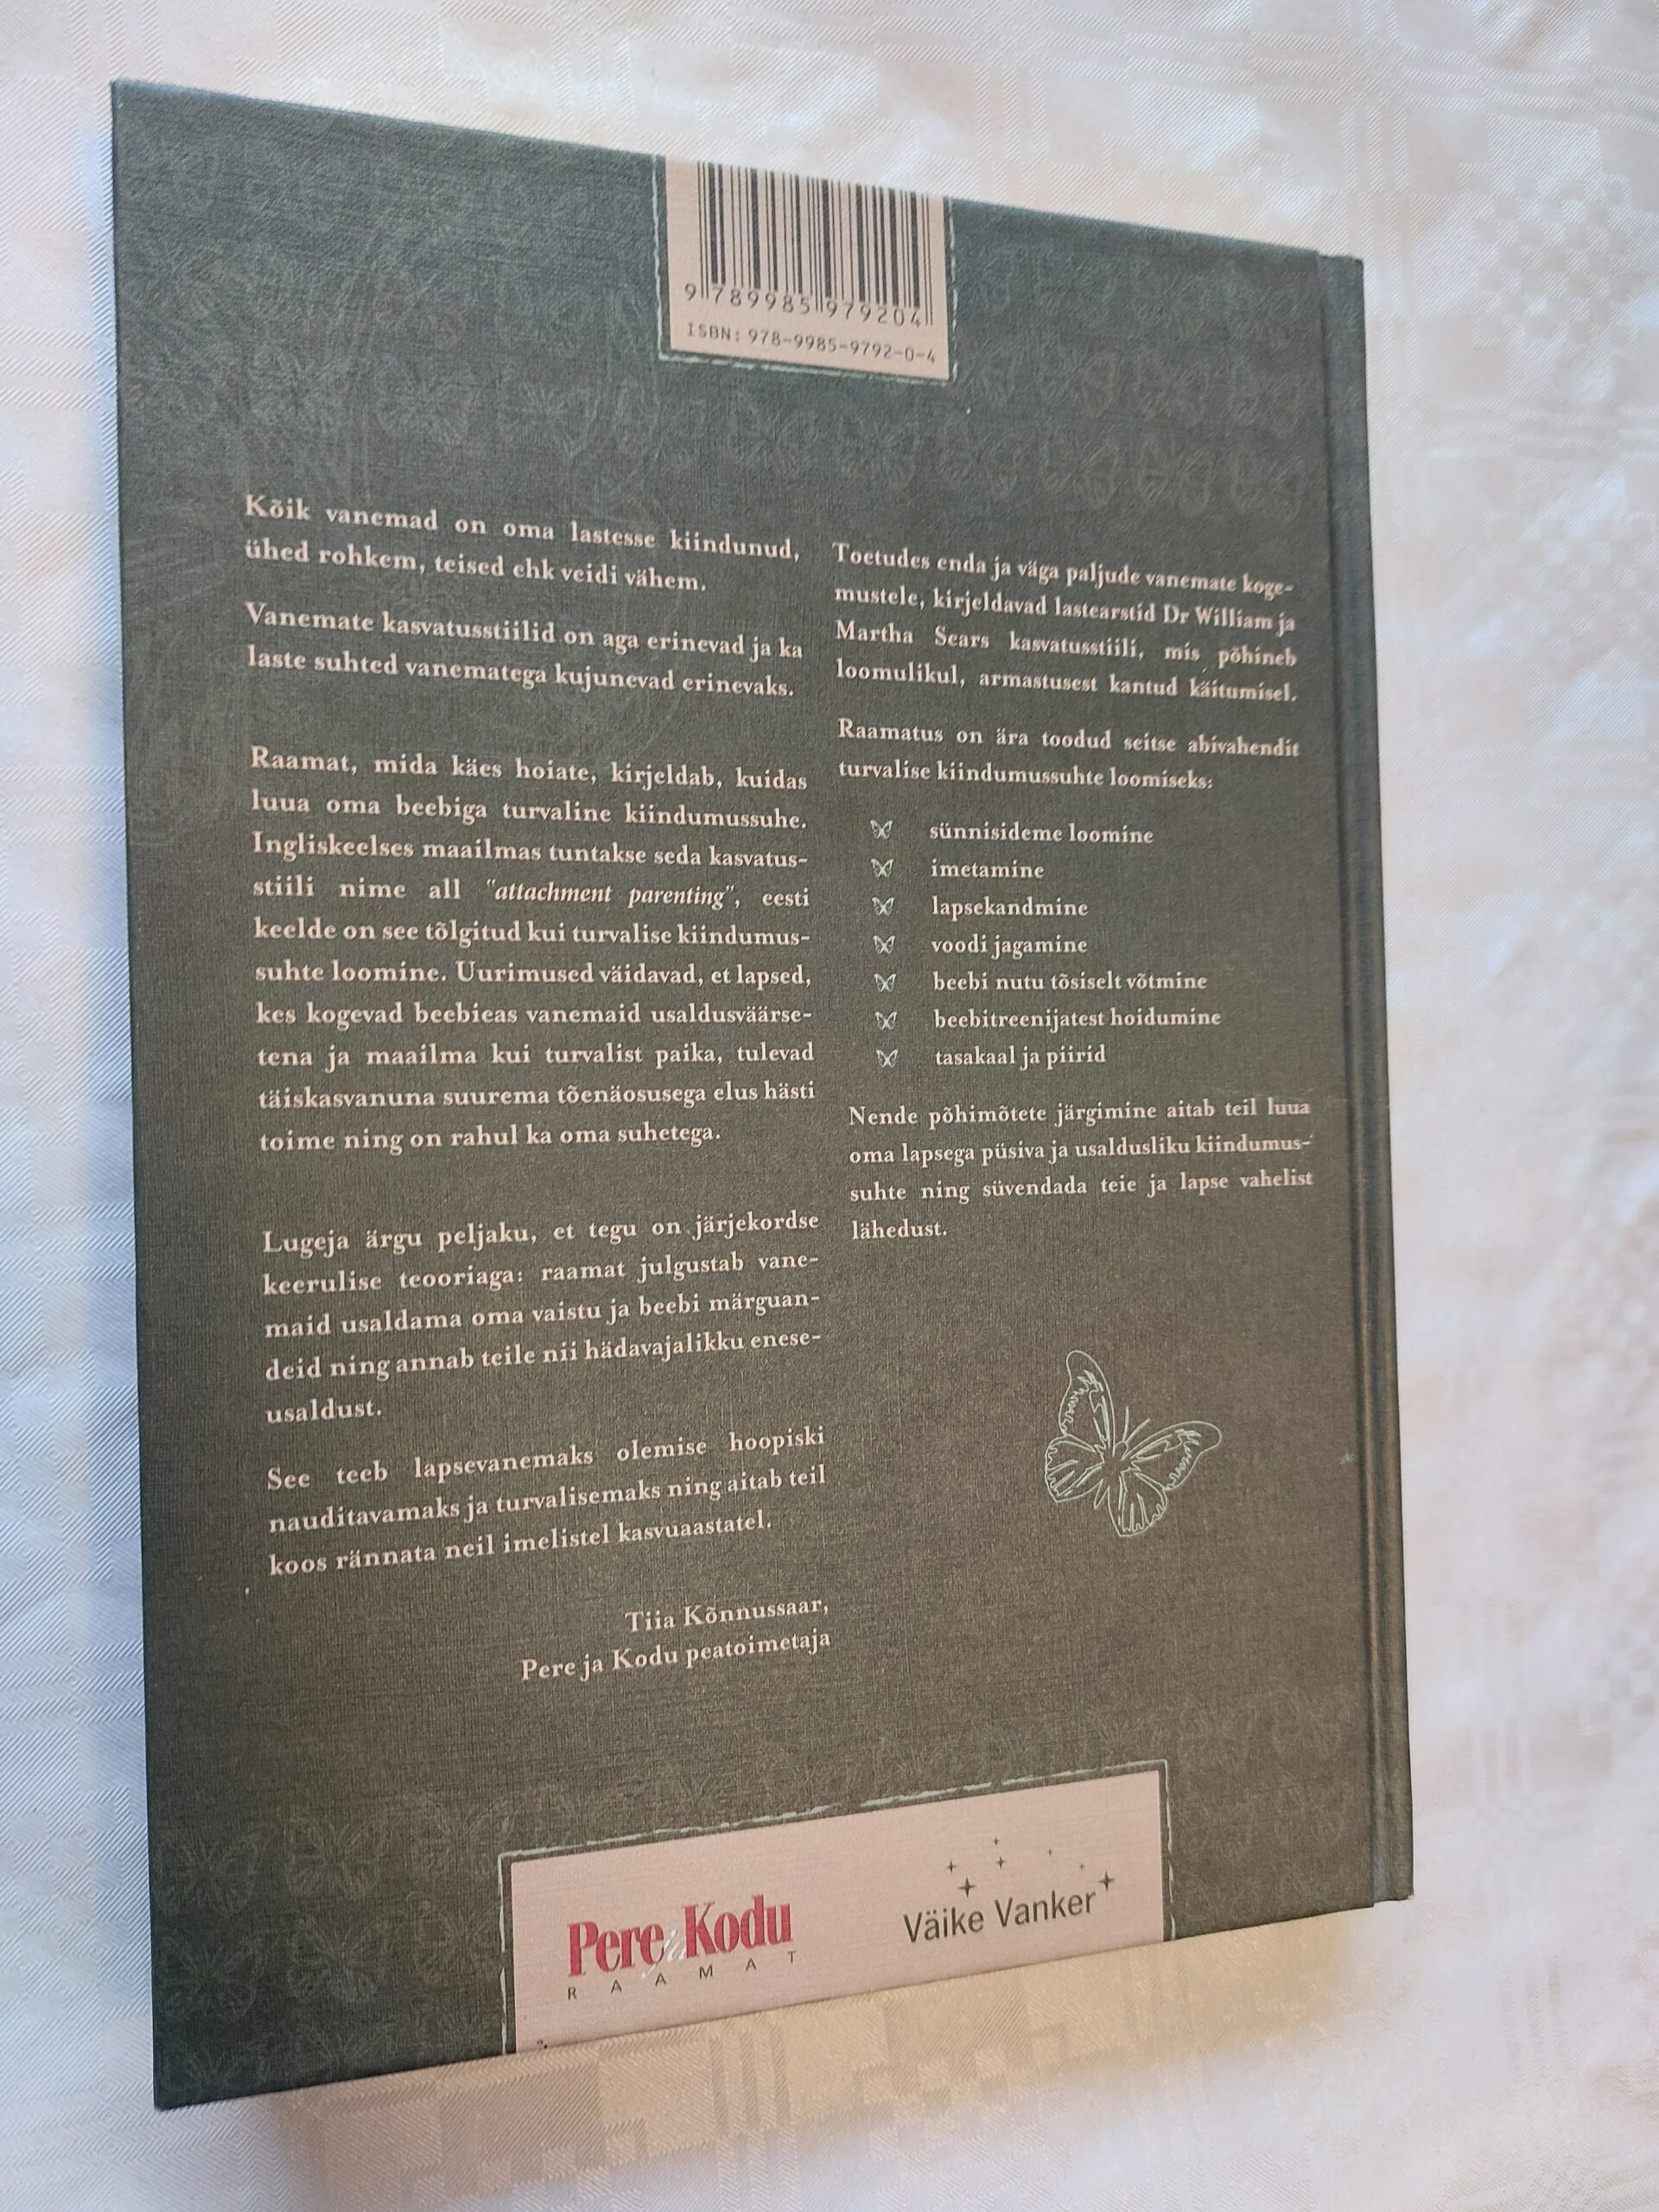 9 789985 979204
ISBN: 978-9985-9792-0-4
Kõik vanemad on oma lastesse kiindunud,
ühed rohkem, teised ehk veidi vähem.
Vanemate kasvatusstiilid on aga erinevad ja ka
laste suhted vanematega kujunevad erinevaks.
Raamat, mida käes hoiate, kirjeldab, kuidas
luua oma beebiga turvaline kiindumussuhe.
Ingliskeelses maailmas tuntakse seda kasvatus-
stiili nime all "attachment parenting", eesti
keelde on see tõlgitud kui turvalise kiindumus-
suhte loomine. Uurimused väidavad, et lapsed,
kes kogevad beebieas vanemaid usaldusväärse-
tena ja maailma kui turvalist paika, tulevad
täiskasvanuna suurema tõenäosusega elus hästi
toime ning on rahul ka oma suhetega.
Lugeja ärgu peljaku, et tegu on järjekordse
keerulise teooriaga: raamat julgustab vane-
maid usaldama oma vaistu ja beebi märguan-
deid ning annab teile nii hädavajalikku enese-
usaldust.
See teeb lapsevanemaks olemise hoopiski
nauditavamaks ja turvalisemaks ning aitab teil
koos rännata neil imelistel kasvuaastatel.
Tiia Kõnnussaar,
Pere ja Kodu peatoimetaja
Toetudes enda ja väga paljude vanemate koge-
mustele, kirjeldavad lastearstid Dr William ja
Martha Sears kasvatusstiili, mis põhineb
loomulikul, armastusest kantud käitumisel.
Raamatus on ära toodud seitse abivahendit
turvalise kiindumussuhte loomiseks:
sünnisideme loomine
imetamine
lapsekandmine
voodi jagamine
beebi nutu tõsiselt võtmine
beebitreenijatest hoidumine
tasakaal ja piirid
Nende põhimõtete järgimine aitab teil luua
oma lapsega püsiva ja usaldusliku kiindumus-
suhte ning süvendada teie ja lapse vahelist
lähedust.
Pere ja Kodu
RAAMAT
Väike Vanker